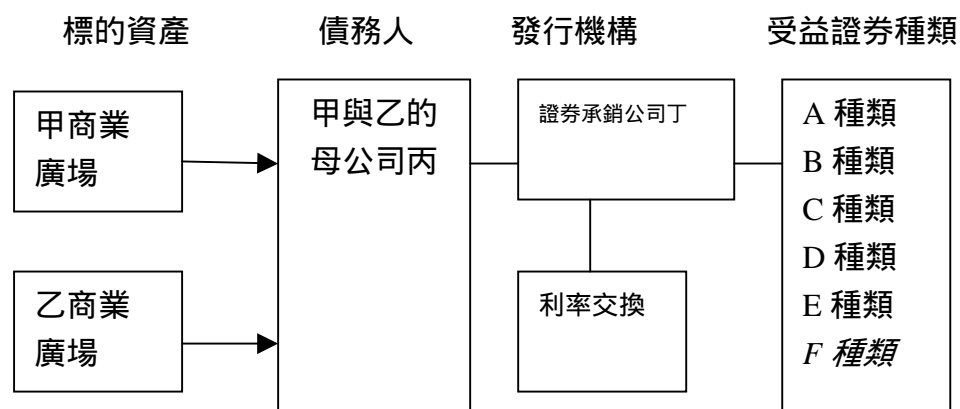 標的資產
債務人
發行機構
受益證券種類
甲商業
廣場
乙商業
廣場
甲與乙的
母公司丙
證券承銷公司丁
利率交換
A 種類
B 種類
C 種類
D 種類
E 種類
F 種類